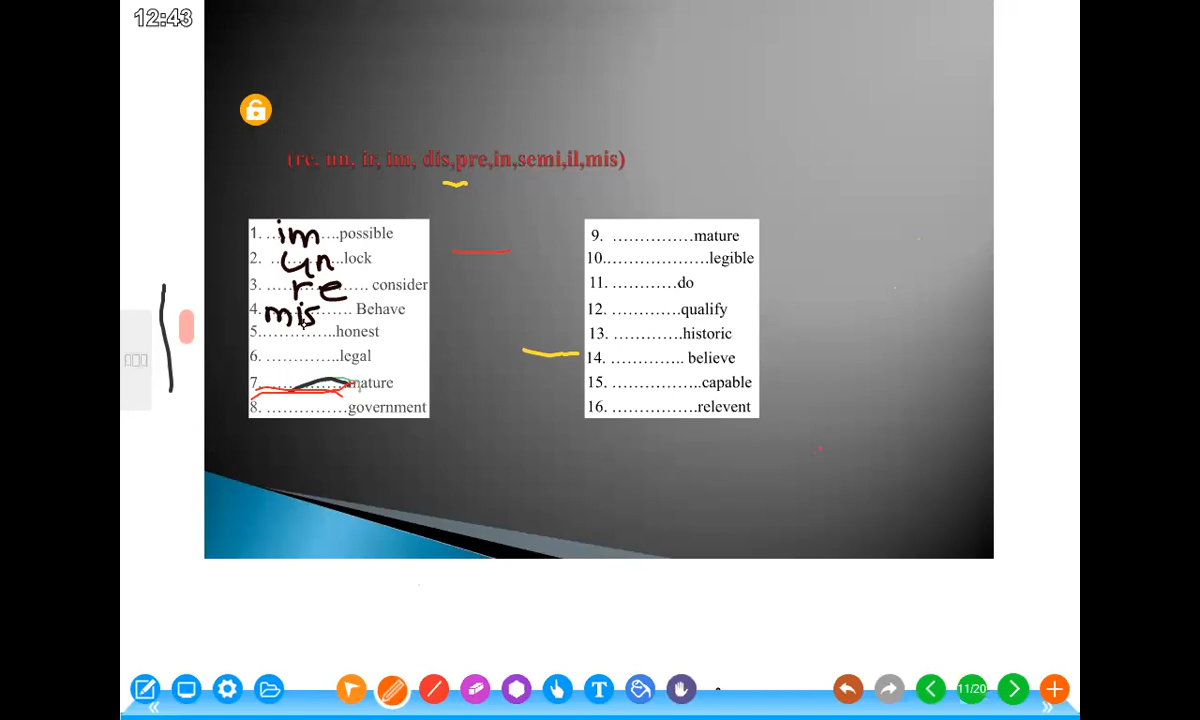 12:43
(re, un, ir, im, dis,pre,in,semi,il,mis)
1. im…………..possible
2. un…………..lock
3. re……………… consider
4. mis…………… Behave
5…………..honest
6. …………..legal
7. ……………mature
8. ……………government
9. ……………mature
10………………..legible
11. …………do
12. ………….qualify
13. ………….historic
14. ………….. believe
15. ……………..capable
16. …………….relevent
11/20